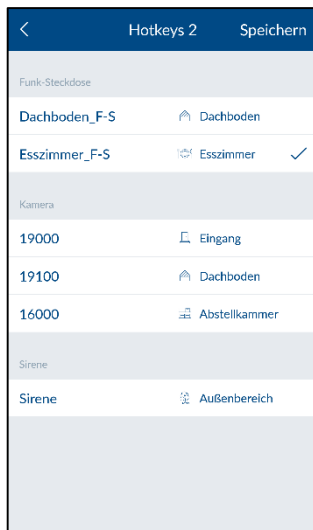 Hotkeys 2 Speichern
Funk-Steckdose
Dachboden_F-S Dachboden
Esszimmer_F-S Esszimmer
Kamera
19000 Eingang
19100 Dachboden
16000 Abstellkammer
Sirene
Sirene Außenbereich